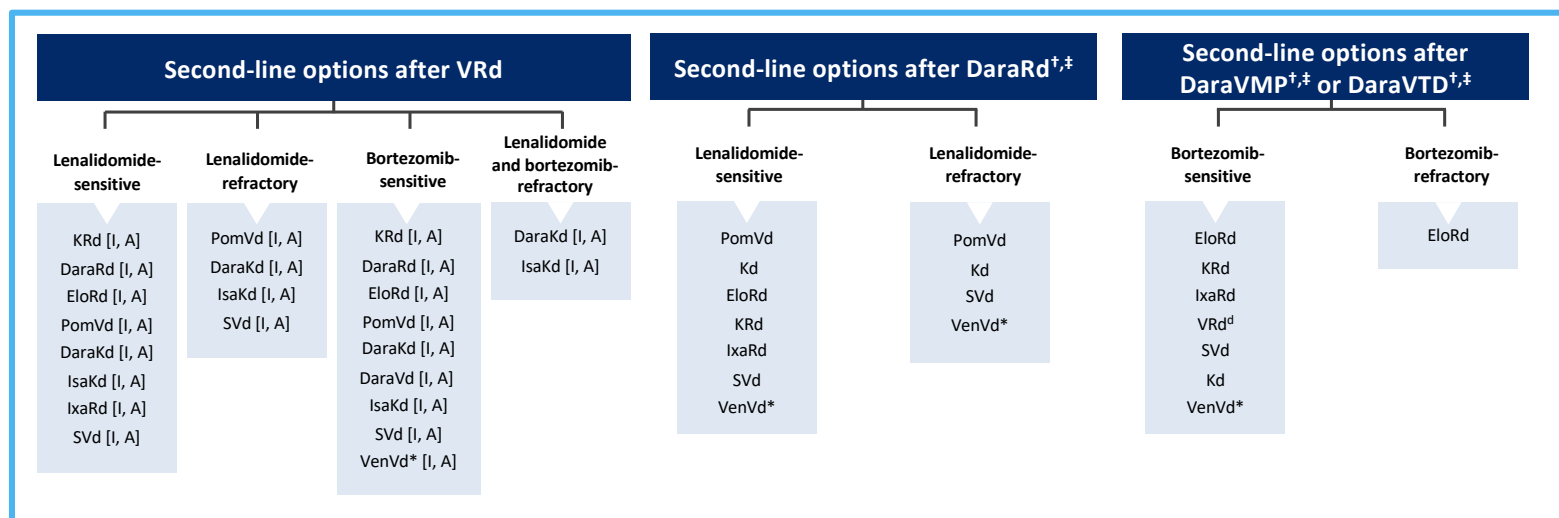 Second-line options after VRd
Lenalidomide-
sensitive
KRd [I, A]
DaraRd [I, A]
EloRd [I, A]
PomVd [I, A]
DaraKd [I, A]
IsaKd [I, A]
IxaRd [I, A]
SVd [I, A]
Lenalidomide-
refractory
PomVd [I, A]
DaraKd [I, A]
IsaKd [I, A]
SVd [I, A]
Bortezomib-
sensitive
KRd [I, A]
DaraRd [I, A]
EloRd [I, A]
PomVd [I, A]
DaraKd [I, A]
DaraVd [I, A]
IsaKd [I, A]
SVd [I, A]
VenVd* [I, A]
Lenalidomide
and bortezomib-
refractory
DaraKd [I, A]
IsaKd [I, A]
Second-line options after DaraRd†,‡
Lenalidomide-
sensitive
PomVd
Kd
EloRd
KRd
IxaRd
SVd
VenVd*
Lenalidomide-
refractory
PomVd
Kd
SVd
VenVd*
Second-line options after
DaraVMP†,‡ or DaraVTD†,‡
Bortezomib-
sensitive
EloRd
KRd
IxaRd
VRdᵈ
SVd
Kd
VenVd*
Bortezomib-
refractory
EloRd